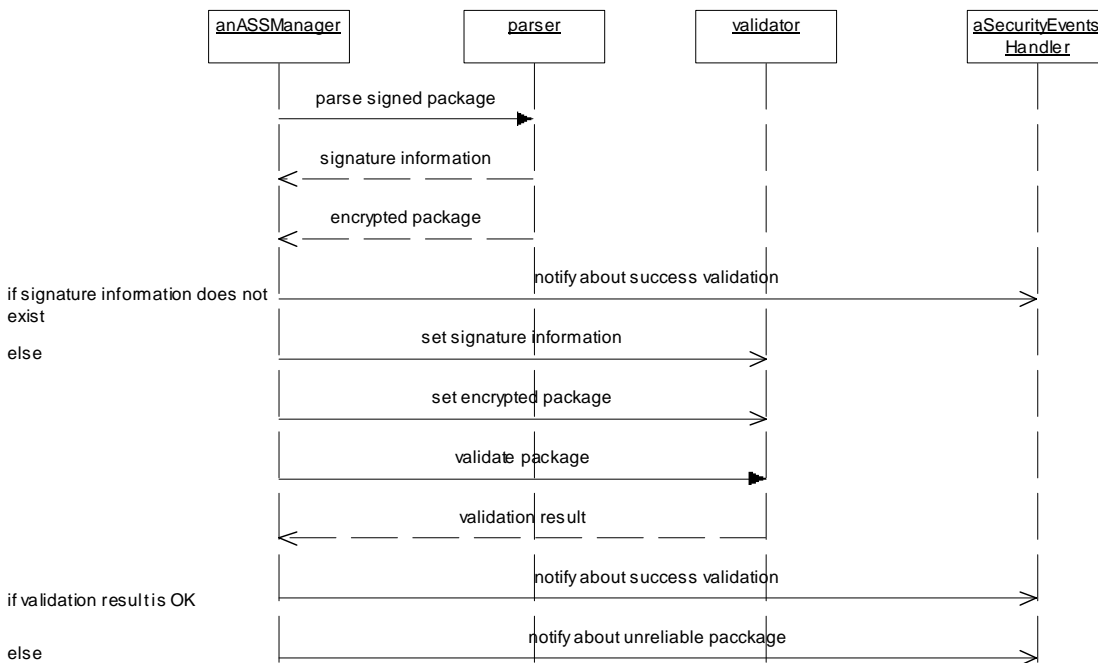 anASSManager
parser
validator
aSecurityEvents
Handler
parse signed package
signature information
encrypted package
notify about success validation
if signature information does not
exist
else
set signature information
set encrypted package
validate package
validation result
notify about success validation
if validation result is OK
notify about unreliable pacckage
else